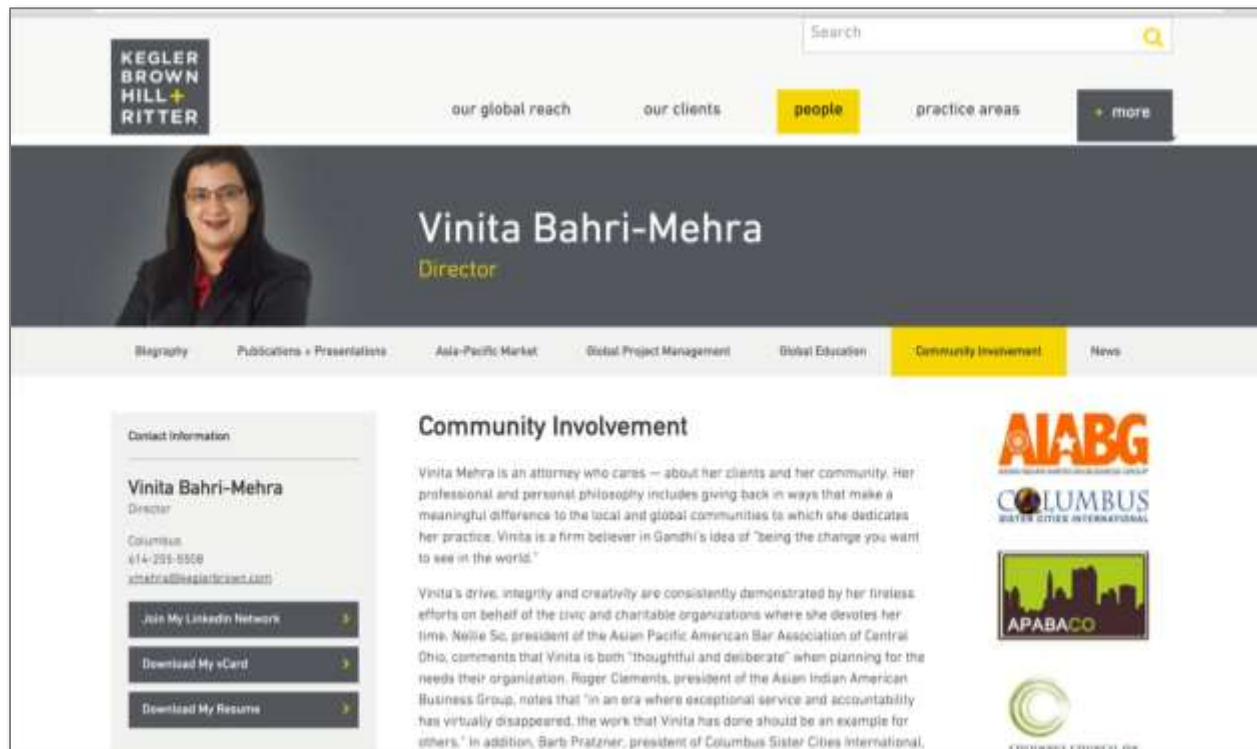 Search
KEGLER
BROWN
HILL+
RITTER
our global reach
our clients
people
practice areas
+ more
Vinita Bahri-Mehra
Director
Biography
Publications + Presentations
Asia-Pacific Market
Global Project Management
Global Education
Community Involvement
News
Contact Information
Vinita Bahri-Mehra
Director
Columbus
614-255-5508
vmehra@keglerbrown.com
Join My LinkedIn Network
Download My vCard
Download My Resume
Community Involvement
Vinita Mehra is an attorney who cares — about her clients and her community. Her
professional and personal philosophy includes giving back in ways that make a
meaningful difference to the local and global communities to which she dedicates
her practice. Vinita is a firm believer in Gandhi's idea of "being the change you want
to see in the world."
Vinita's drive, integrity and creativity are consistently demonstrated by her tireless
efforts on behalf of the civic and charitable organizations where she devotes her
time. Nellie So, president of the Asian Pacific American Bar Association of Central
Ohio, comments that Vinita is both "thoughtful and deliberate" when planning for the
needs their organization. Roger Clements, president of the Asian Indian American
Business Group, notes that "in an era where exceptional service and accountability
has virtually disappeared, the work that Vinita has done should be an example for
others." In addition, Barb Pratzner, president of Columbus Sister Cities International,
AIABG
ASIAN INDIAN AMERICAN BUSINESS GROUP
COLUMBUS
SISTER CITIES INTERNATIONAL
APABACO